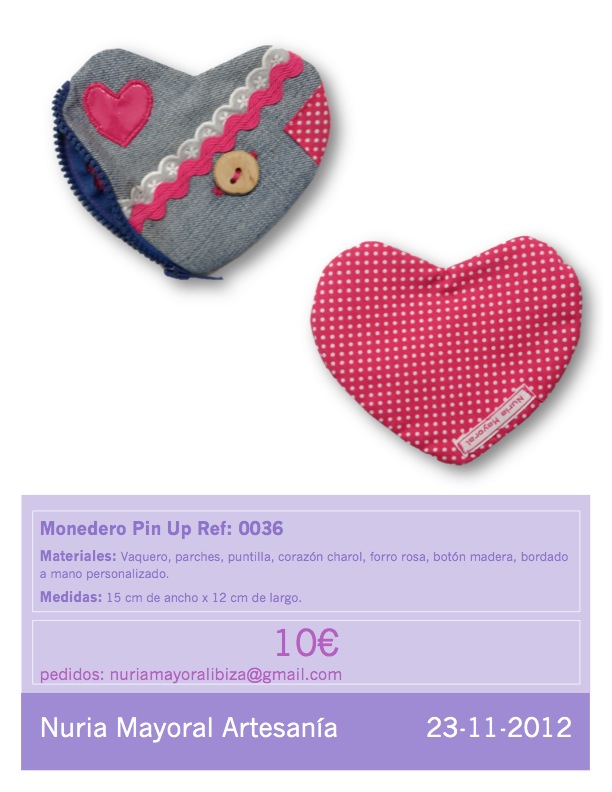 Nuria Mayoral
Monedero Pin Up Ref: 0036
Materiales: Vaquero, parches, puntilla, corazón charol, forro rosa, botón madera, bordado
a mano personalizado.
Medidas: 15 cm de ancho x 12 cm de largo.
10€
pedidos: nuriamayoralibiza@gmail.com
Nuria Mayoral Artesanía 23-11-2012